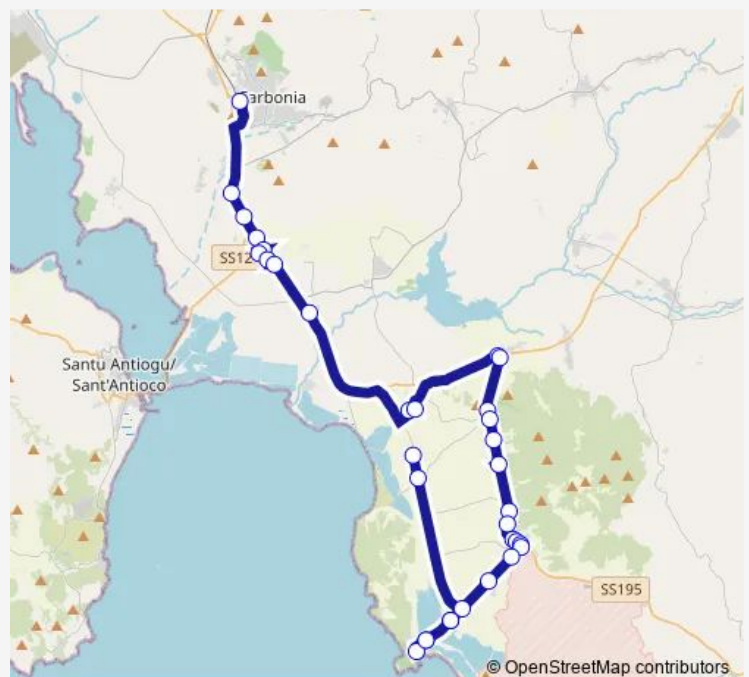 Carbonia
SS12
Santu Antiogu/
Sant'Antioco
SS195
© OpenStreetMap contributors